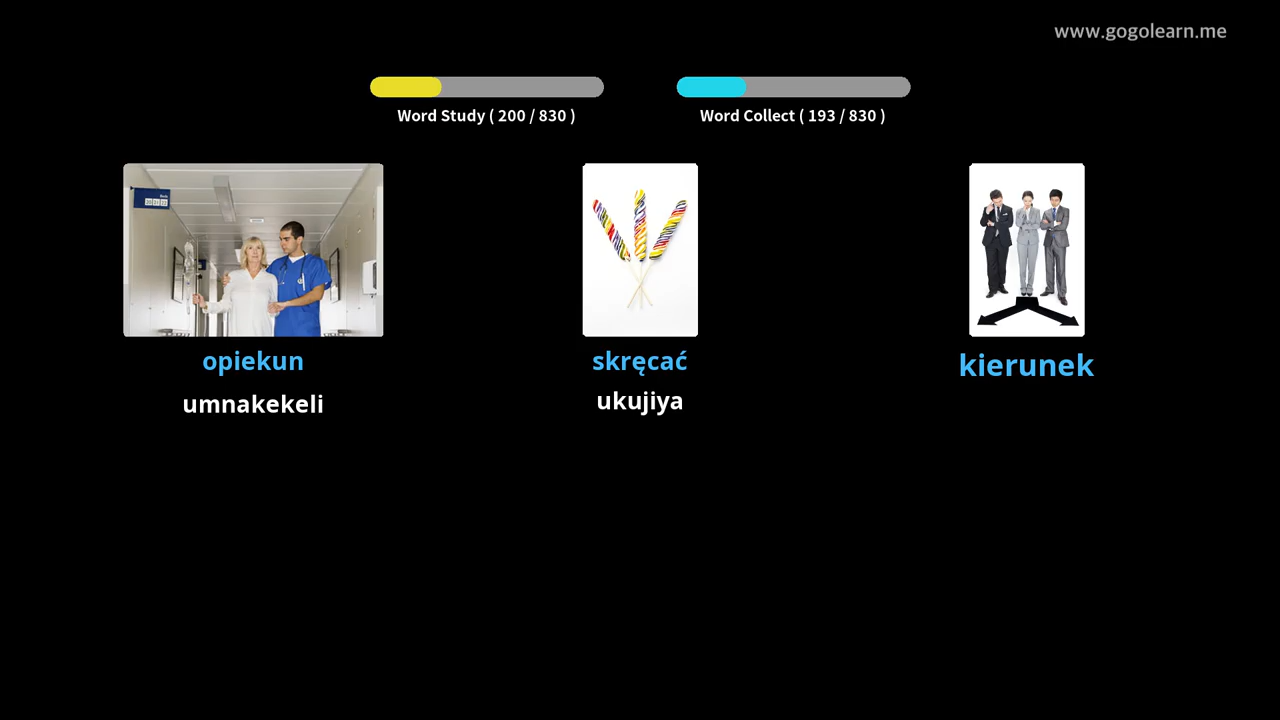 www.gogolearn.me
Word Study ( 200 / 830 )
Word Collect ( 193 / 830 )
opiekun
umnakekeli
skręcać
ukujiya
kierunek